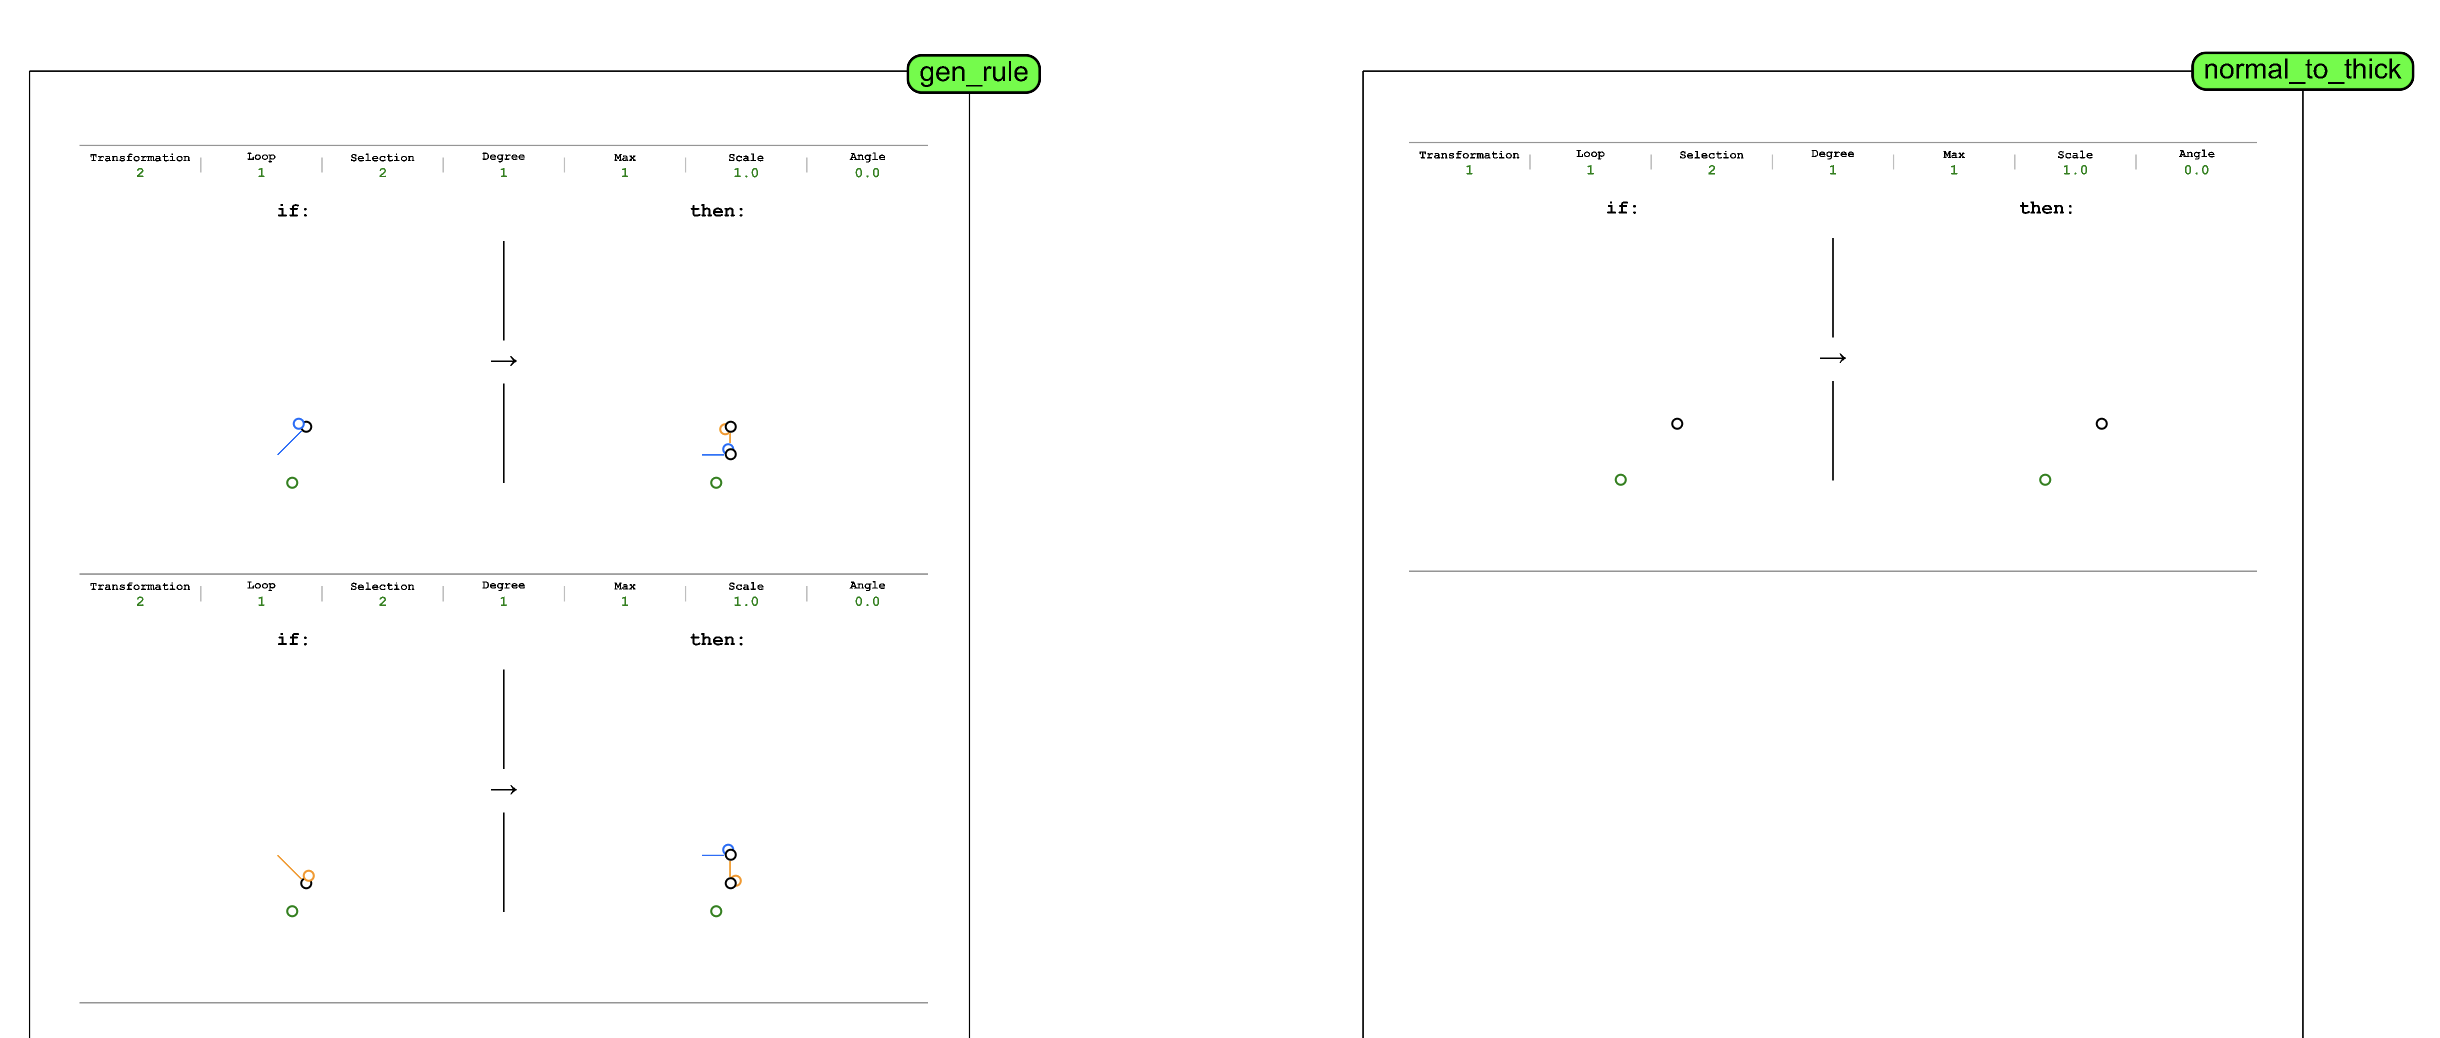 gen_rule
Transformation Loop Selection Degree Max Scale Angle
2 1 2 1 1 1.0 0.0
if: then:
→
Transformation Loop Selection Degree Max Scale Angle
2 1 2 1 1 1.0 0.0
if: then:
→
normal_to_thick
Transformation Loop Selection Degree Max Scale Angle
1 1 2 1 1 1.0 0.0
if: then:
→